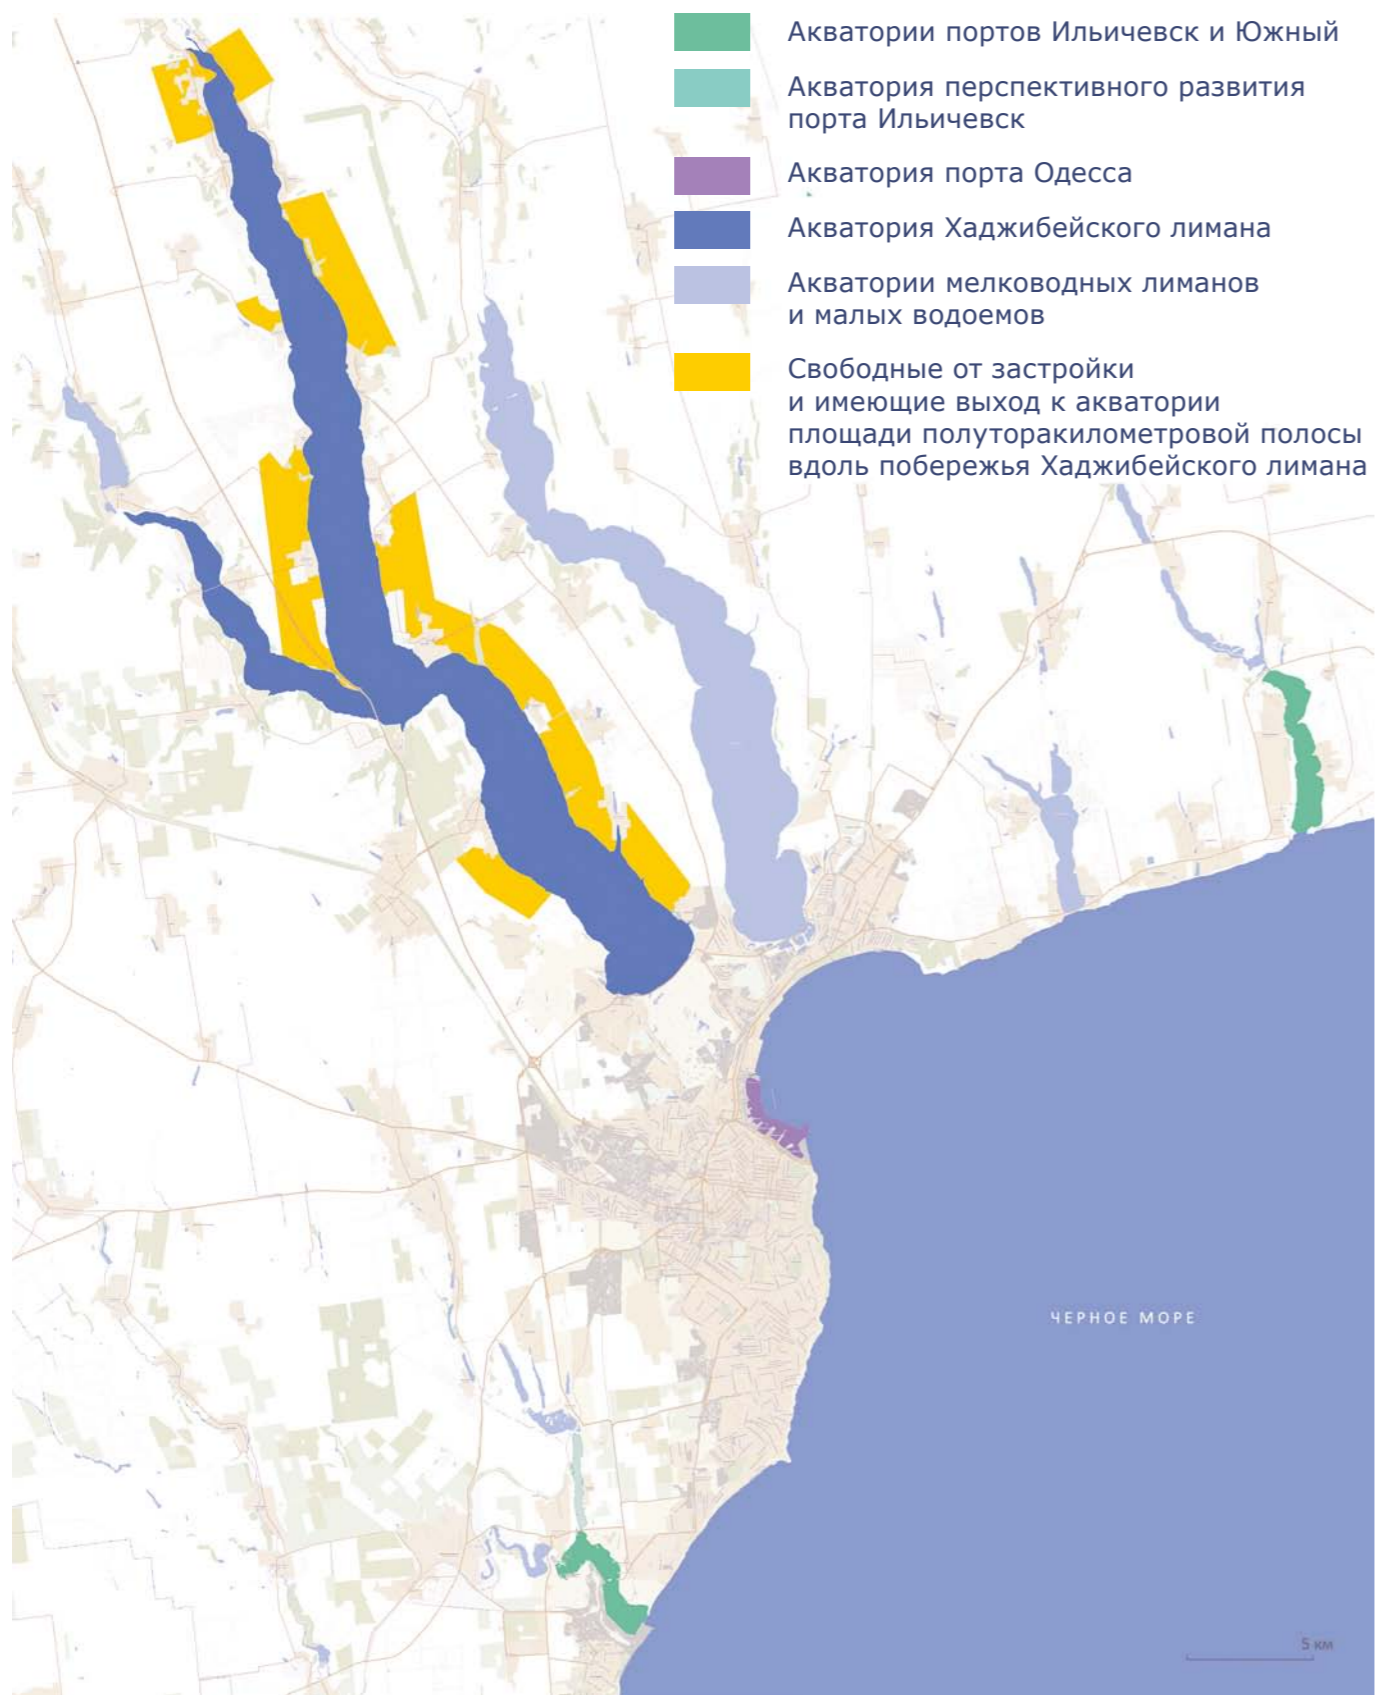 Акватории портов Ильичевск и Южный
Акватория перспективного развития
порта Ильичевск
Акватория порта Одесса
Акватория Хаджибейского лимана
Акватории мелководных лиманов
и малых водоемов
Свободные от застройки
и имеющие выход к акватории
площади полуторакилометровой полосы
вдоль побережья Хаджибейского лимана
ЧЕРНОЕ МОРЕ
5 км